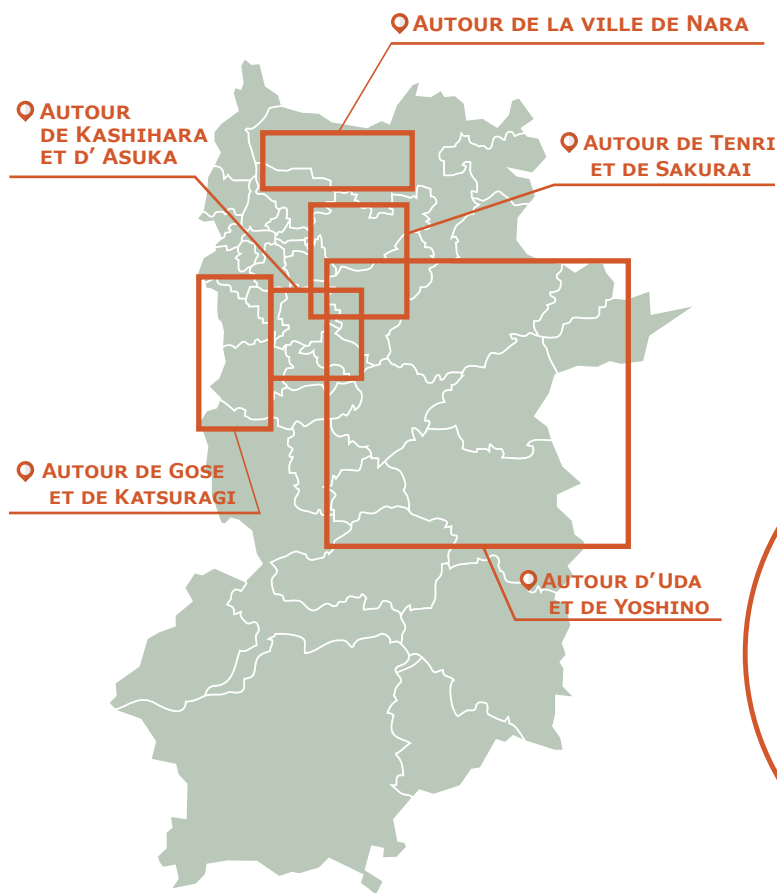 AUTOUR DE LA VILLE DE NARA
AUTOUR
DE KASHIHARA
ET D' ASUKA
AUTOUR DE TENRI
ET DE SAKURAI
AUTOUR DE GOSE
ET DE KATSURAGI
AUTOUR D'UDA
ET DE YOSHINO